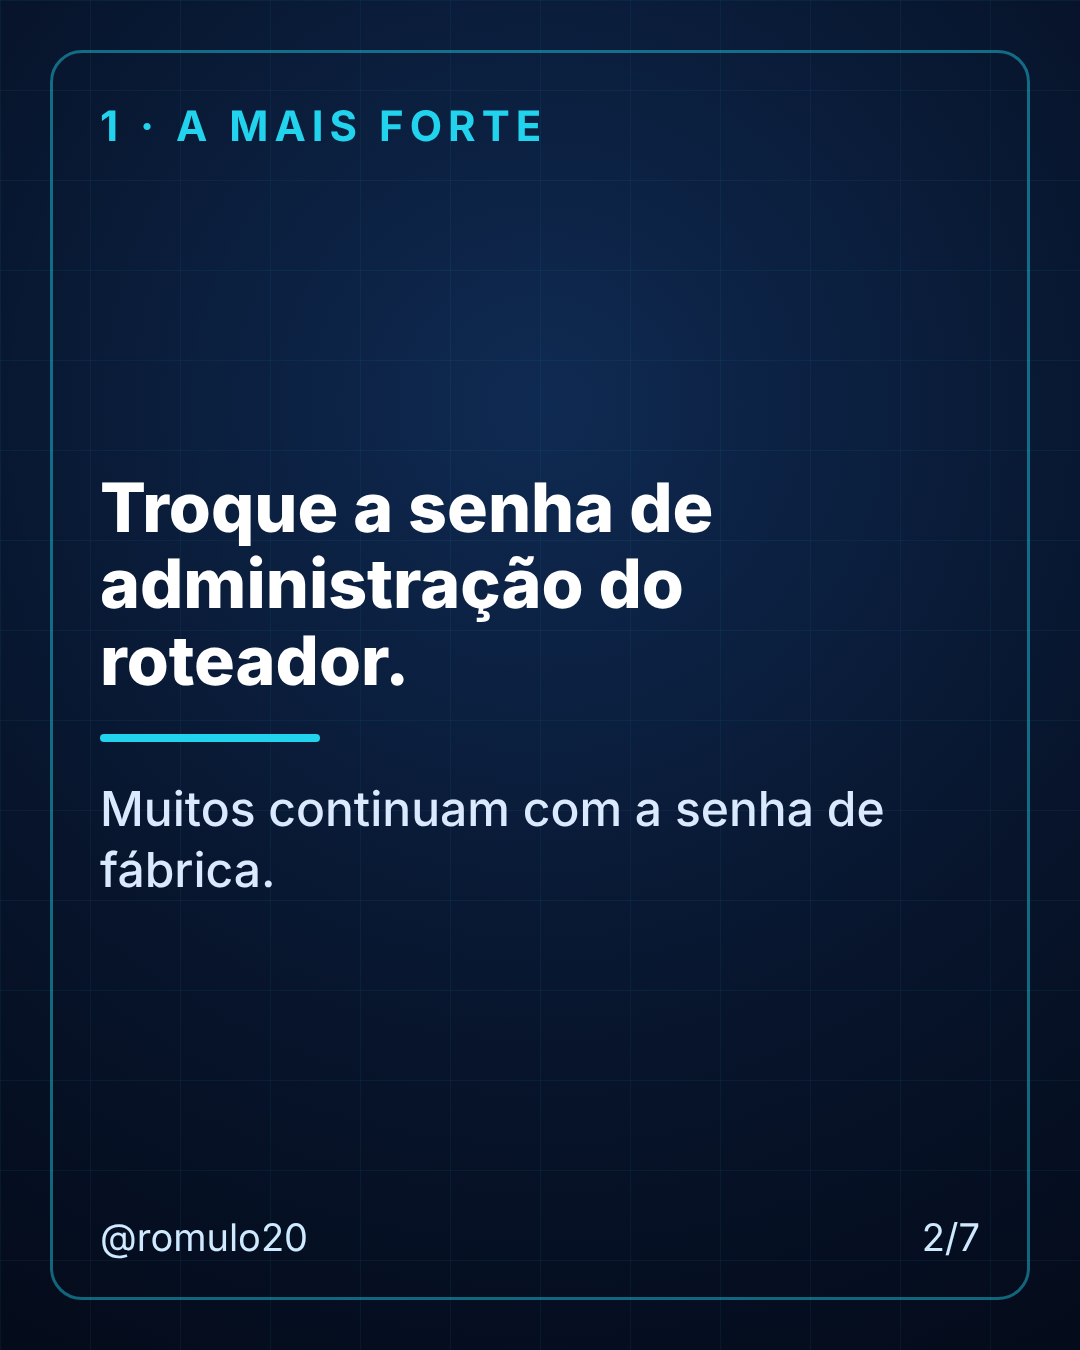 1 · A MAIS FORTE
Troque a senha de
administração do
roteador.
Muitos continuam com a senha de
fábrica.
@romulo20
2/7